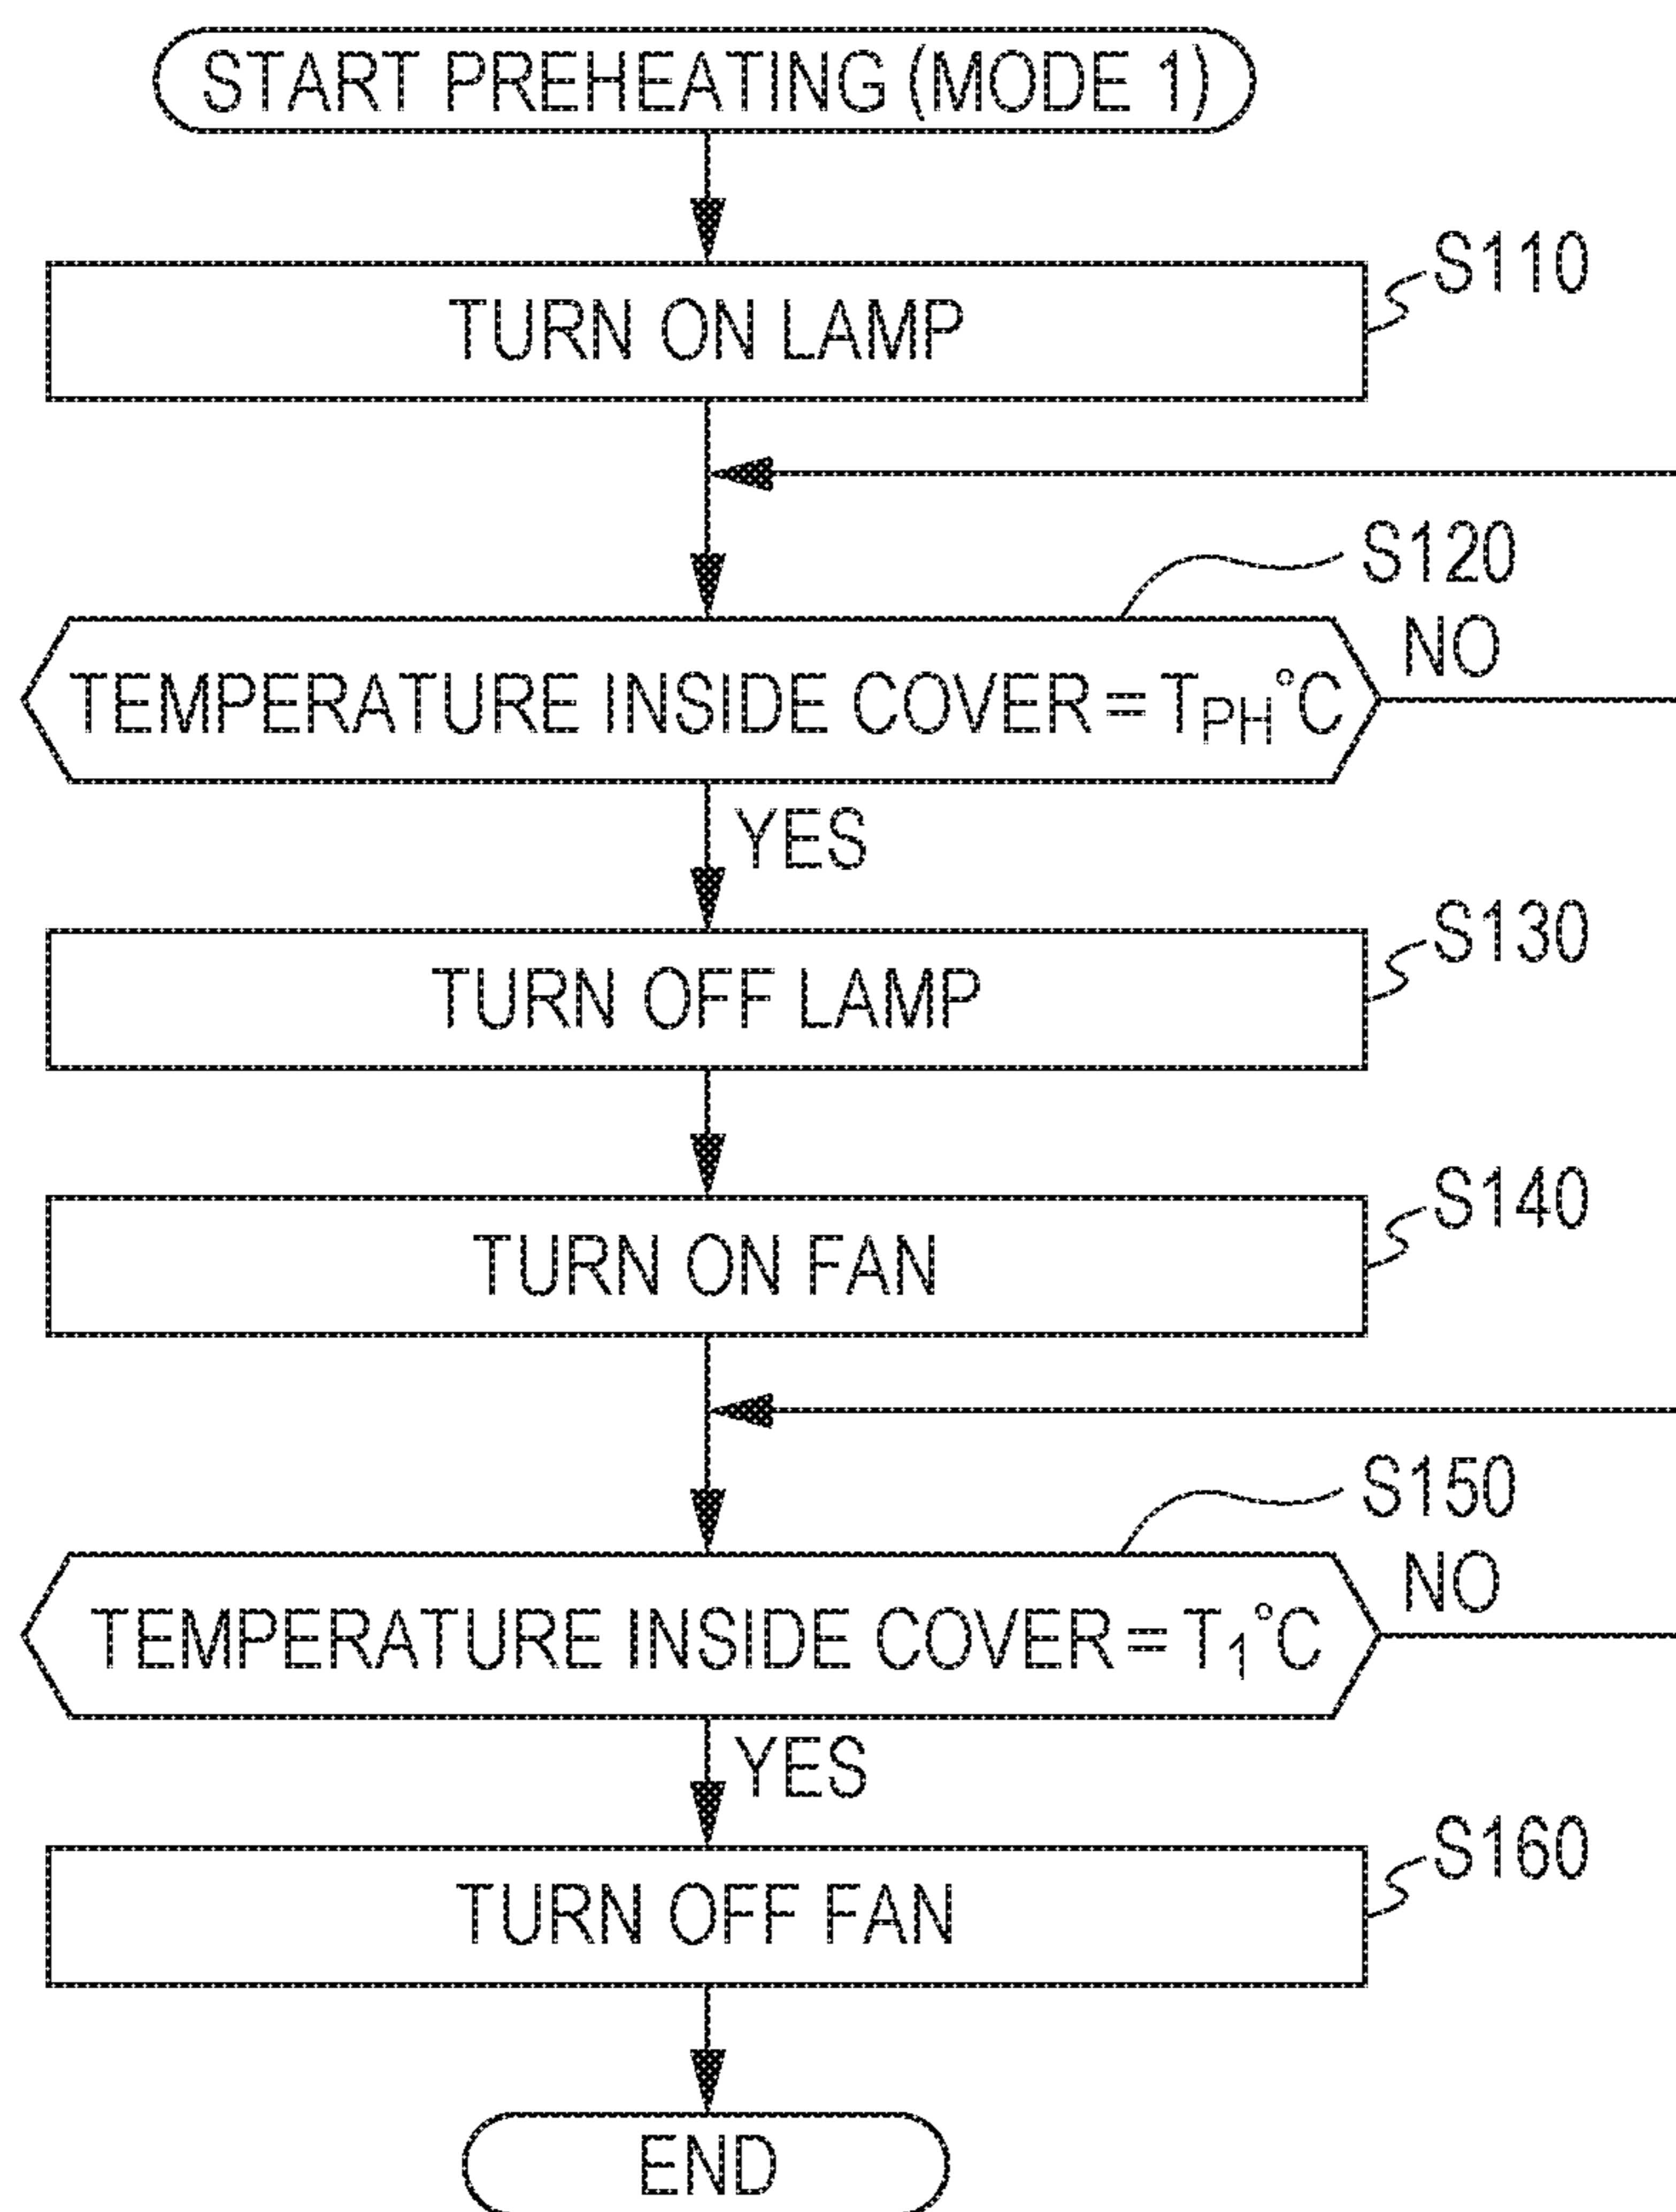 START PREHEATING (MODE 1)
S110
TURN ON LAMP
S120
NO
TEMPERATURE INSIDE COVER = T_PH°C
YES
S130
TURN OFF LAMP
S140
TURN ON FAN
S150
NO
TEMPERATURE INSIDE COVER = T₁°C
YES
S160
TURN OFF FAN
END